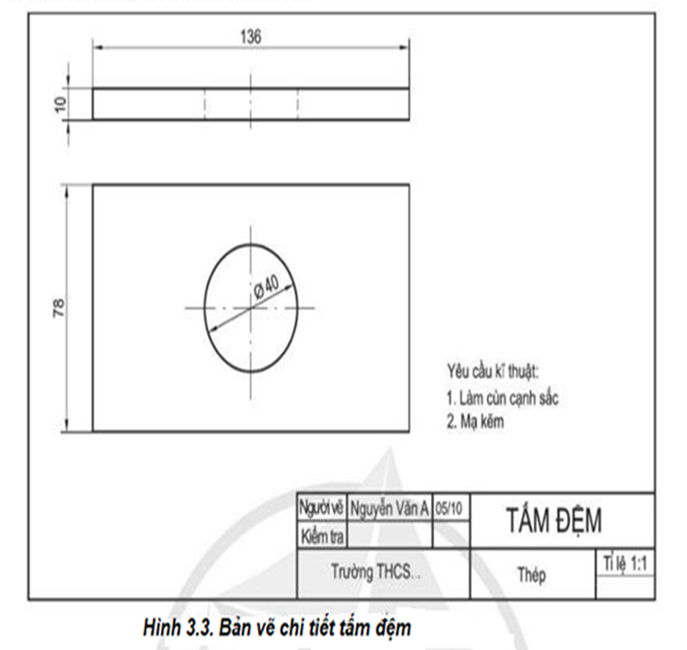 136
10
Ø40
78
Yêu cầu kĩ thuật:
1. Làm cùn cạnh sắc
2. Mạ kẽm
Người vẽ Nguyễn Văn A 05/10 TẤM ĐỆM
Kiểm tra
Trường THCS... Thép Tỉ lệ 1:1
Hình 3.3. Bản vẽ chi tiết tấm đệm